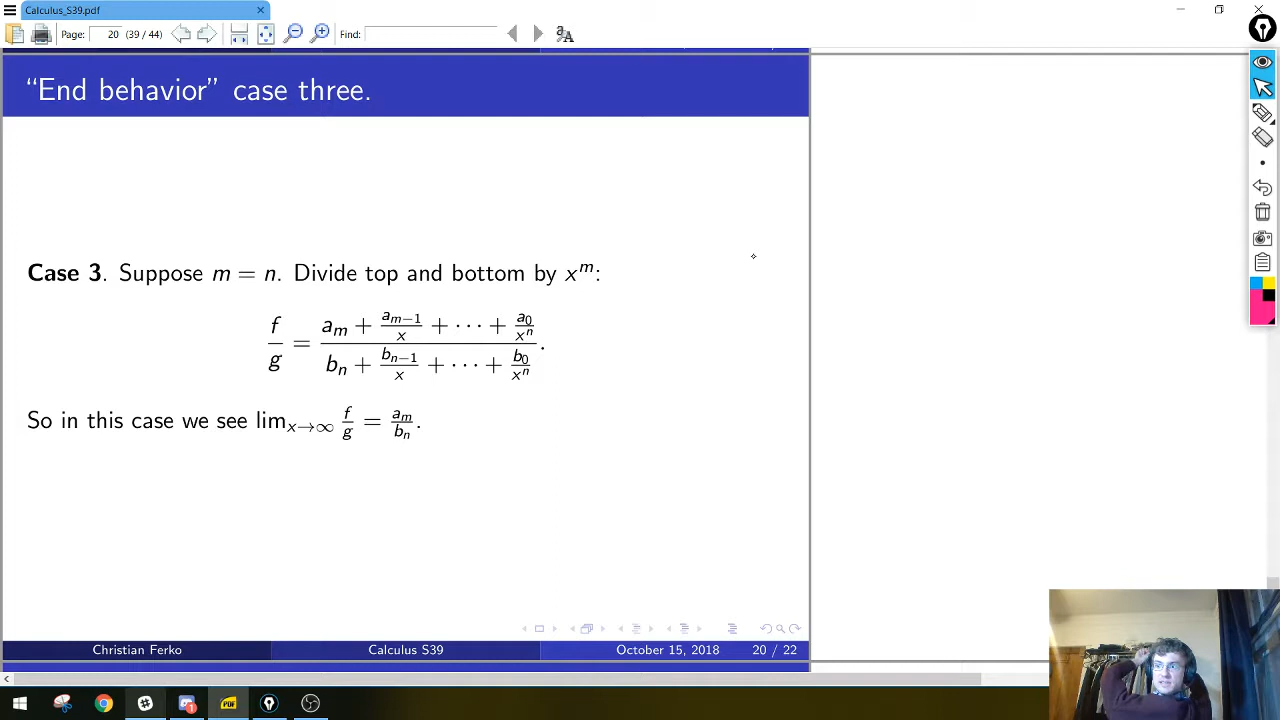 Calculus_S39.pdf
Page: 20 (39 / 44) Find:
“End behavior” case three.
Case 3. Suppose m = n. Divide top and bottom by x^m:
f/g = (a_m + a_{m−1}/x + ⋯ + a_0/x^n) / (b_n + b_{n−1}/x + ⋯ + b_0/x^n).
So in this case we see lim_{x→∞} f/g = a_m/b_n.
Christian Ferko Calculus S39 October 15, 2018 20 / 22